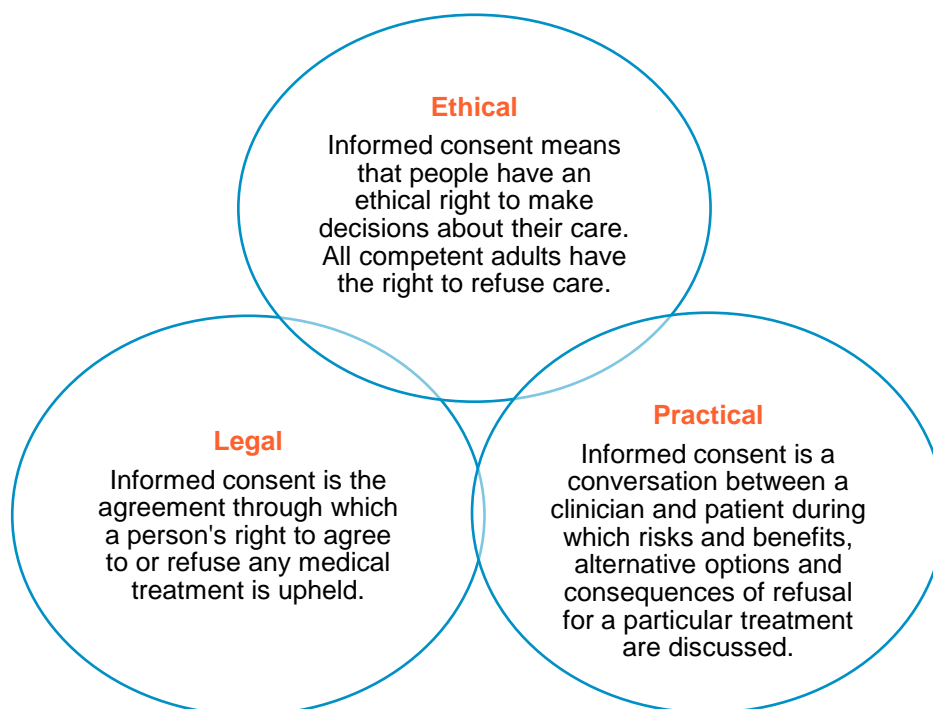 Ethical
Informed consent means
that people have an
ethical right to make
decisions about their care.
All competent adults have
the right to refuse care.
Legal
Informed consent is the
agreement through which
a person's right to agree
to or refuse any medical
treatment is upheld.
Practical
Informed consent is a
conversation between a
clinician and patient during
which risks and benefits,
alternative options and
consequences of refusal
for a particular treatment
are discussed.